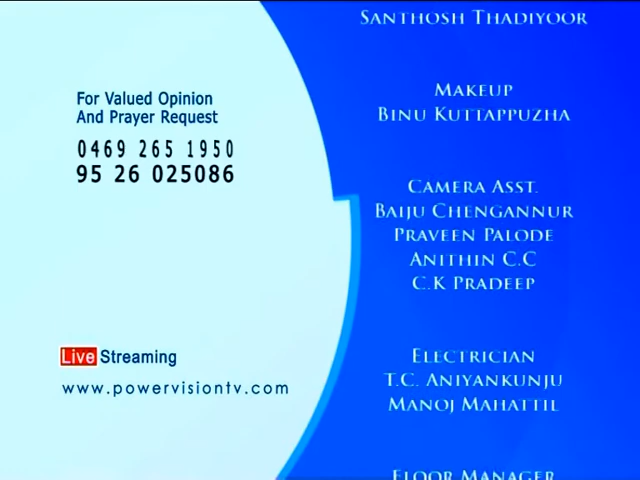 For Valued Opinion
And Prayer Request
0469 265 1950
95 26 025086
Live Streaming
www.powervisiontv.com
Santhosh Thadiyoor
Makeup
Binu Kuttappuzha
Camera Asst.
Baiju Chengannur
Praveen Palode
Anithin C.C
C.K Pradeep
Electrician
T.C. Aniyankunju
Manoj Mahattil
Floor Manager